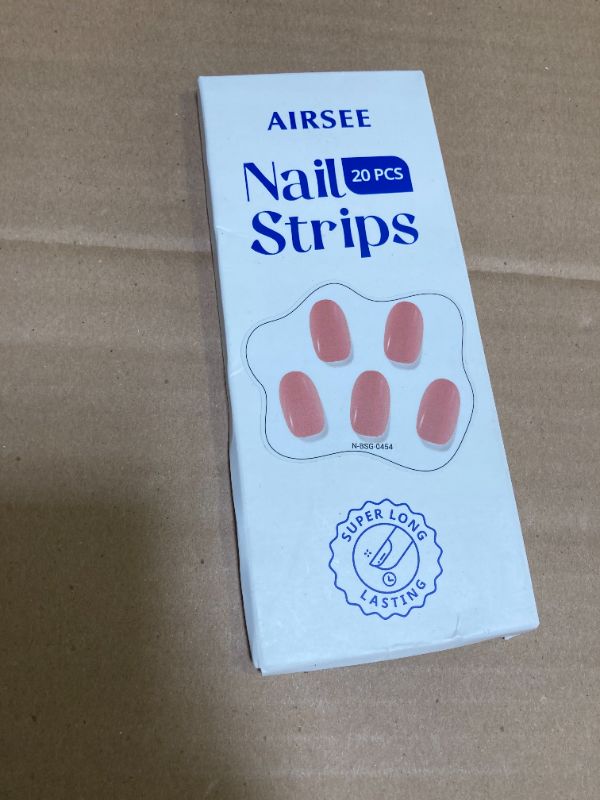 AIRSEE
Nail 20 PCS
Strips
N-BSG-0454
SUPER LONG
LASTING